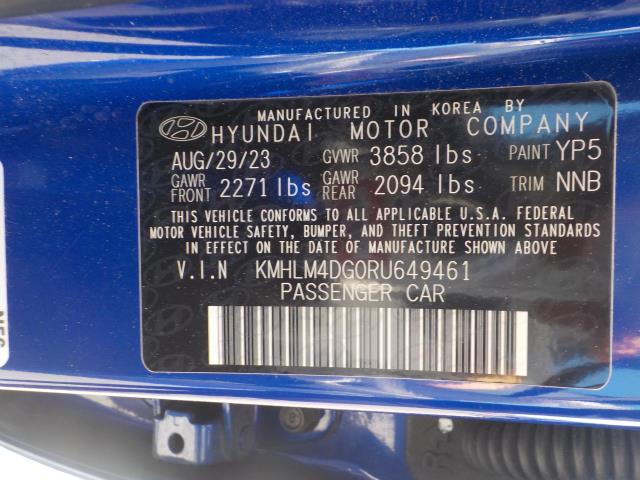 MANUFACTURED IN KOREA BY
HYUNDAI MOTOR COMPANY
AUG/29/23 GVWR 3858 lbs PAINT YP5
GAWR FRONT 2271 lbs GAWR REAR 2094 lbs TRIM NNB
THIS VEHICLE CONFORMS TO ALL APPLICABLE U.S.A. FEDERAL
MOTOR VEHICLE SAFETY, BUMPER, AND THEFT PREVENTION STANDARDS
IN EFFECT ON THE DATE OF MANUFACTURE SHOWN ABOVE.
V.I.N KMHLM4DG0RU649461
PASSENGER CAR